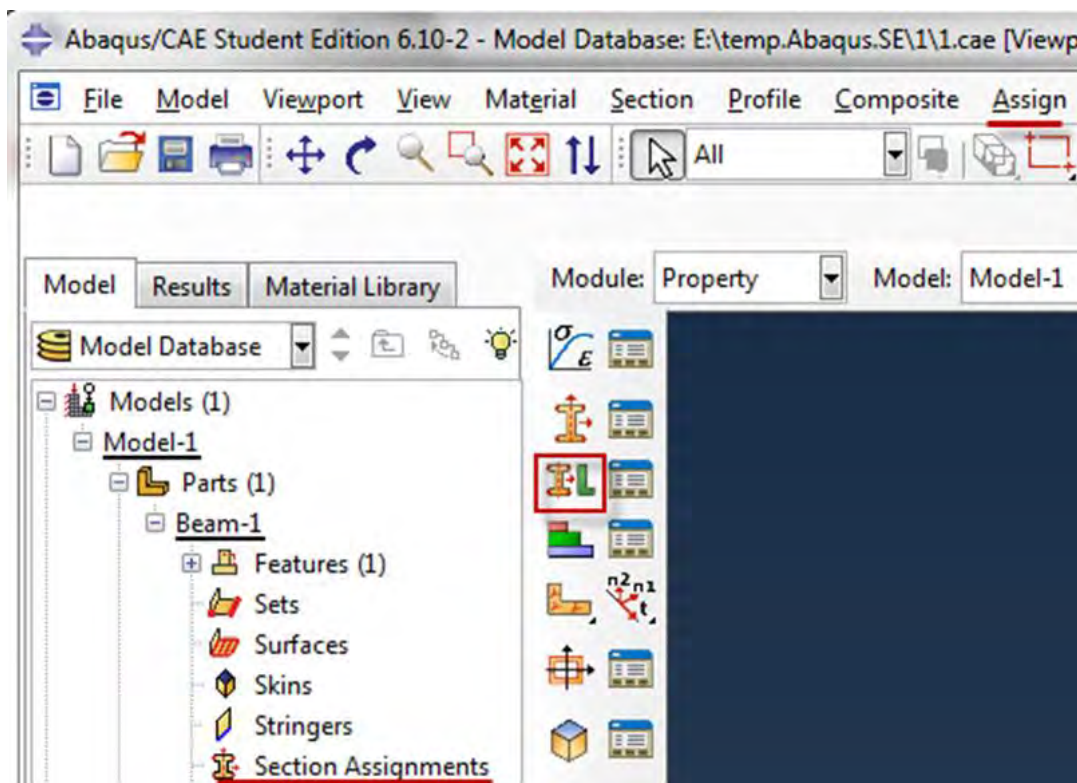 Abaqus/CAE Student Edition 6.10-2 - Model Database: E:\temp.Abaqus.SE\1\1.cae [Viewp
File Model Viewport View Material Section Profile Composite Assign
All
Model Results Material Library
Module: Property Model: Model-1
Model Database
σ
ε
Models (1)
Model-1
Parts (1)
Beam-1
Features (1)
n2 n1
t
Sets
Surfaces
Skins
Stringers
Section Assignments